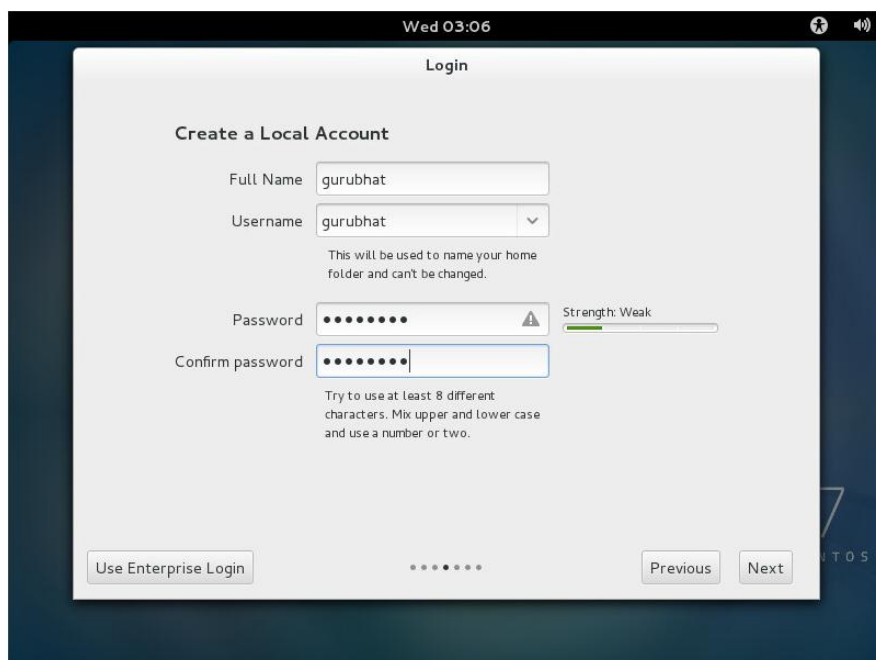 Wed 03:06
Login
Create a Local Account
Full Name gurubhat
Username gurubhat
This will be used to name your home
folder and can't be changed.
Password ●●●●●●●● Strength: Weak
Confirm password ●●●●●●●●
Try to use at least 8 different
characters. Mix upper and lower case
and use a number or two.
7
NTOS
Use Enterprise Login Previous Next